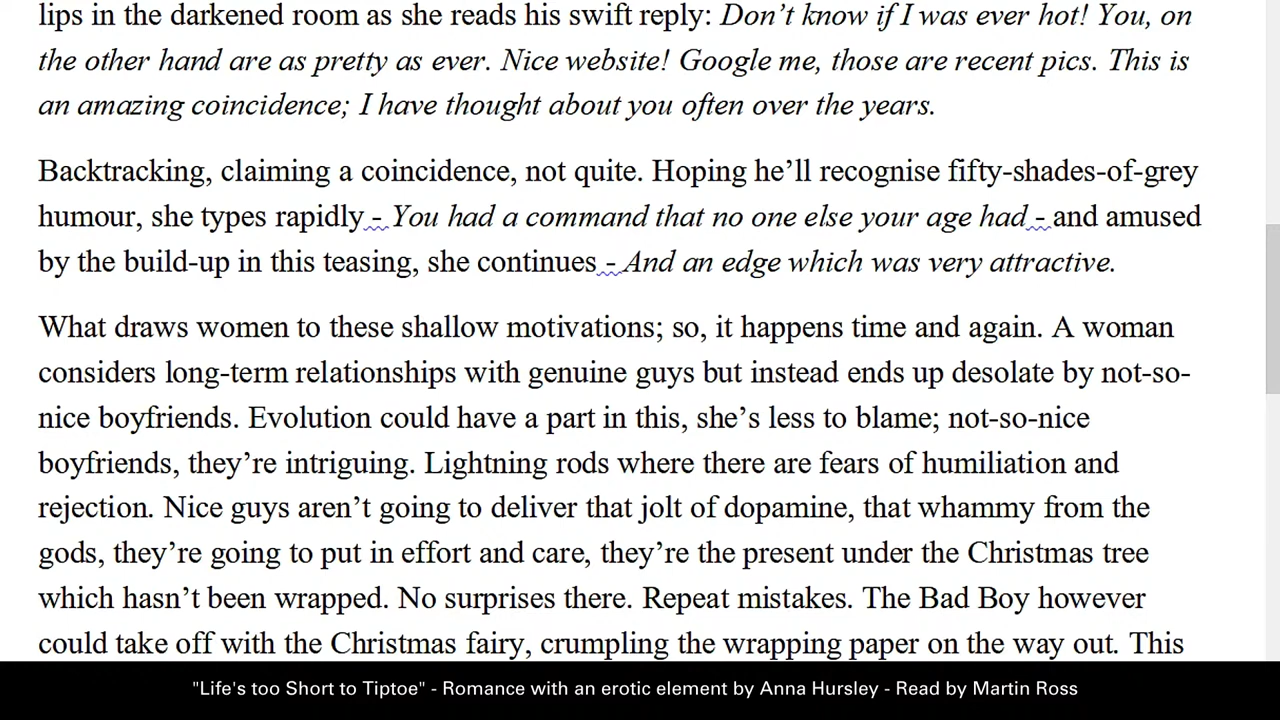 lips in the darkened room as she reads his swift reply: Don’t know if I was ever hot! You, on
the other hand are as pretty as ever. Nice website! Google me, those are recent pics. This is
an amazing coincidence; I have thought about you often over the years.
Backtracking, claiming a coincidence, not quite. Hoping he’ll recognise fifty-shades-of-grey
humour, she types rapidly - You had a command that no one else your age had - and amused
by the build-up in this teasing, she continues - And an edge which was very attractive.
What draws women to these shallow motivations; so, it happens time and again. A woman
considers long-term relationships with genuine guys but instead ends up desolate by not-so-
nice boyfriends. Evolution could have a part in this, she’s less to blame; not-so-nice
boyfriends, they’re intriguing. Lightning rods where there are fears of humiliation and
rejection. Nice guys aren’t going to deliver that jolt of dopamine, that whammy from the
gods, they’re going to put in effort and care, they’re the present under the Christmas tree
which hasn’t been wrapped. No surprises there. Repeat mistakes. The Bad Boy however
could take off with the Christmas fairy, crumpling the wrapping paper on the way out. This
"Life's too Short to Tiptoe" - Romance with an erotic element by Anna Hursley - Read by Martin Ross